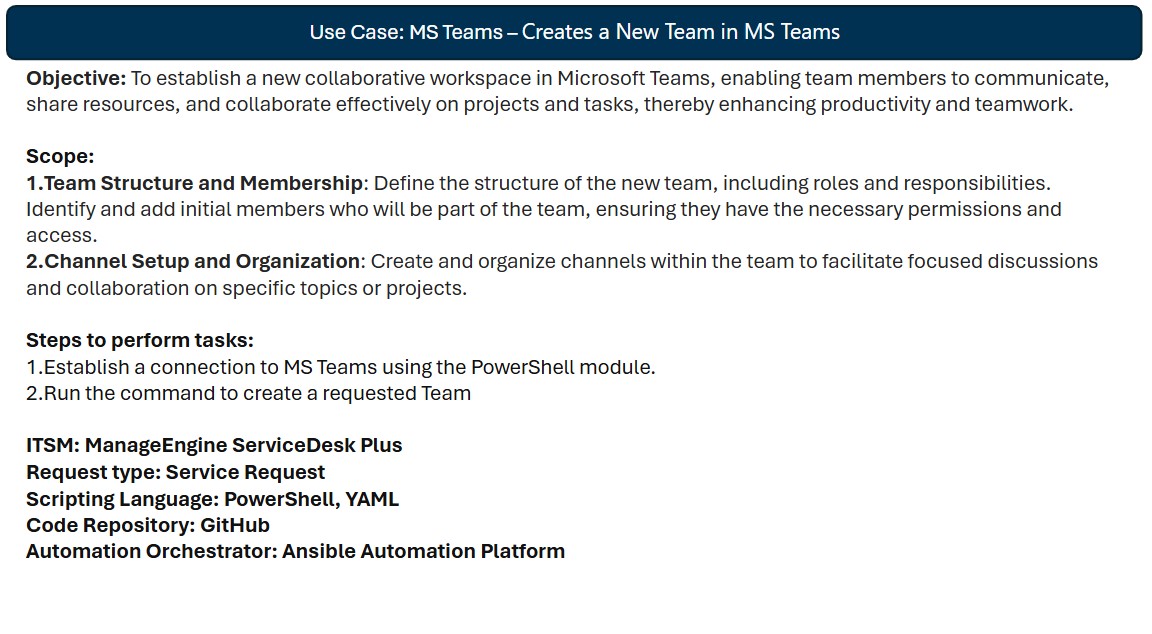 Use Case: MS Teams – Creates a New Team in MS Teams
Objective: To establish a new collaborative workspace in Microsoft Teams, enabling team members to communicate,
share resources, and collaborate effectively on projects and tasks, thereby enhancing productivity and teamwork.
Scope:
1.Team Structure and Membership: Define the structure of the new team, including roles and responsibilities.
Identify and add initial members who will be part of the team, ensuring they have the necessary permissions and
access.
2.Channel Setup and Organization: Create and organize channels within the team to facilitate focused discussions
and collaboration on specific topics or projects.
Steps to perform tasks:
1.Establish a connection to MS Teams using the PowerShell module.
2.Run the command to create a requested Team
ITSM: ManageEngine ServiceDesk Plus
Request type: Service Request
Scripting Language: PowerShell, YAML
Code Repository: GitHub
Automation Orchestrator: Ansible Automation Platform